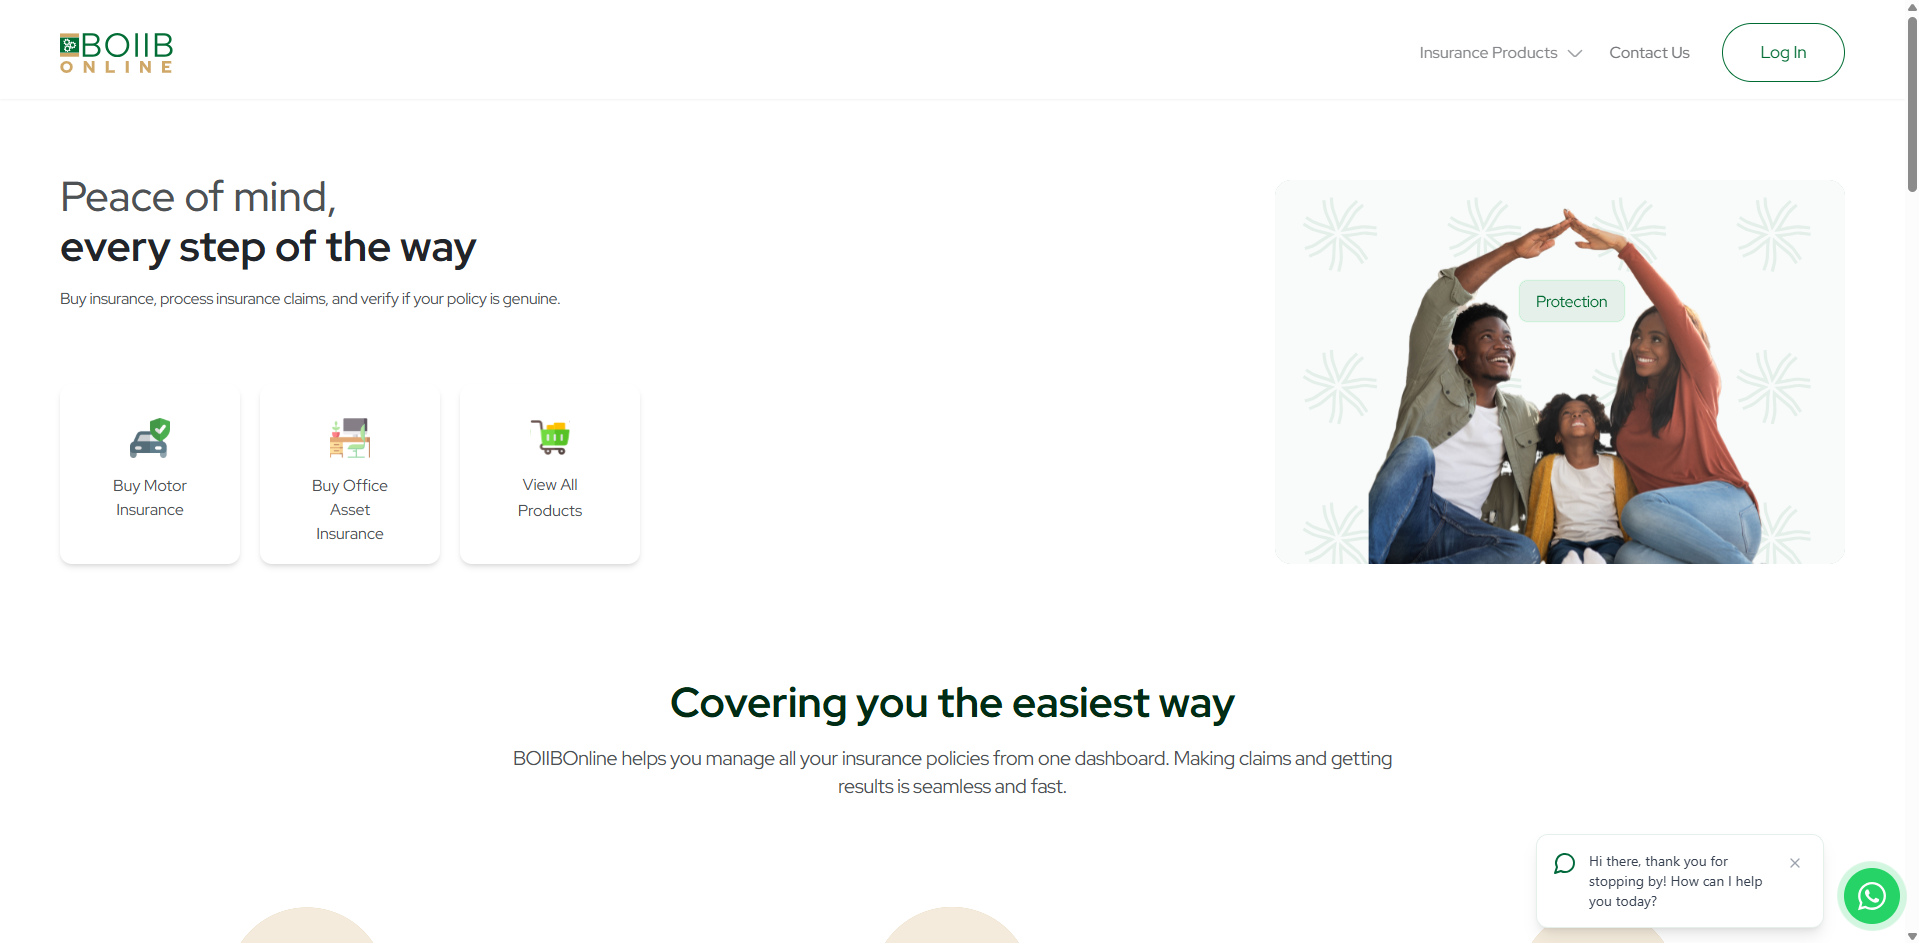 BOIIB
ONLINE
Insurance Products
Contact Us
Log In
Peace of mind,
every step of the way
Buy insurance, process insurance claims, and verify if your policy is genuine.
Protection
Buy Motor
Insurance
Buy Office
Asset
Insurance
View All
Products
Covering you the easiest way
BOIIBOnline helps you manage all your insurance policies from one dashboard. Making claims and getting
results is seamless and fast.
Hi there, thank you for
stopping by! How can I help
you today?